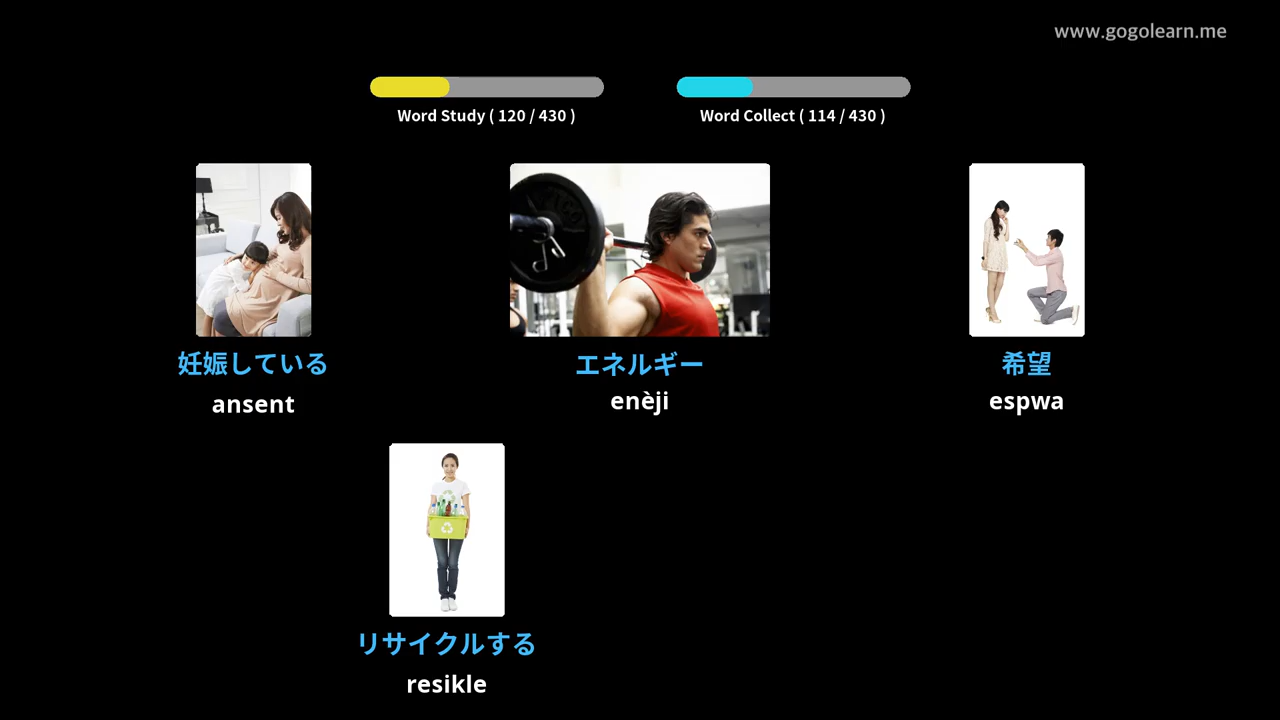 www.gogolearn.me
Word Study ( 120 / 430 )
Word Collect ( 114 / 430 )
妊娠している
ansent
エネルギー
enèji
希望
espwa
リサイクルする
resikle